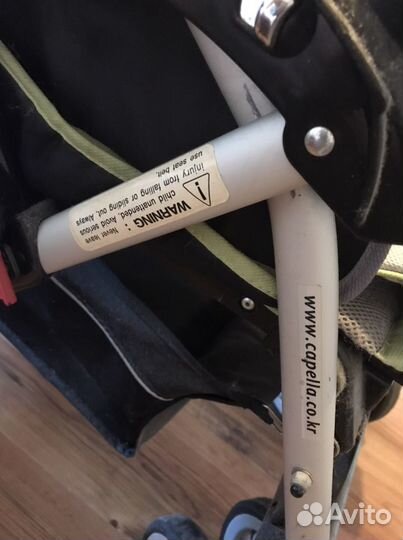 WARNING : Never leave
child unattended. Avoid serious
injury from falling or sliding out. Always
use seat belt.
www.capella.co.kr
Avito